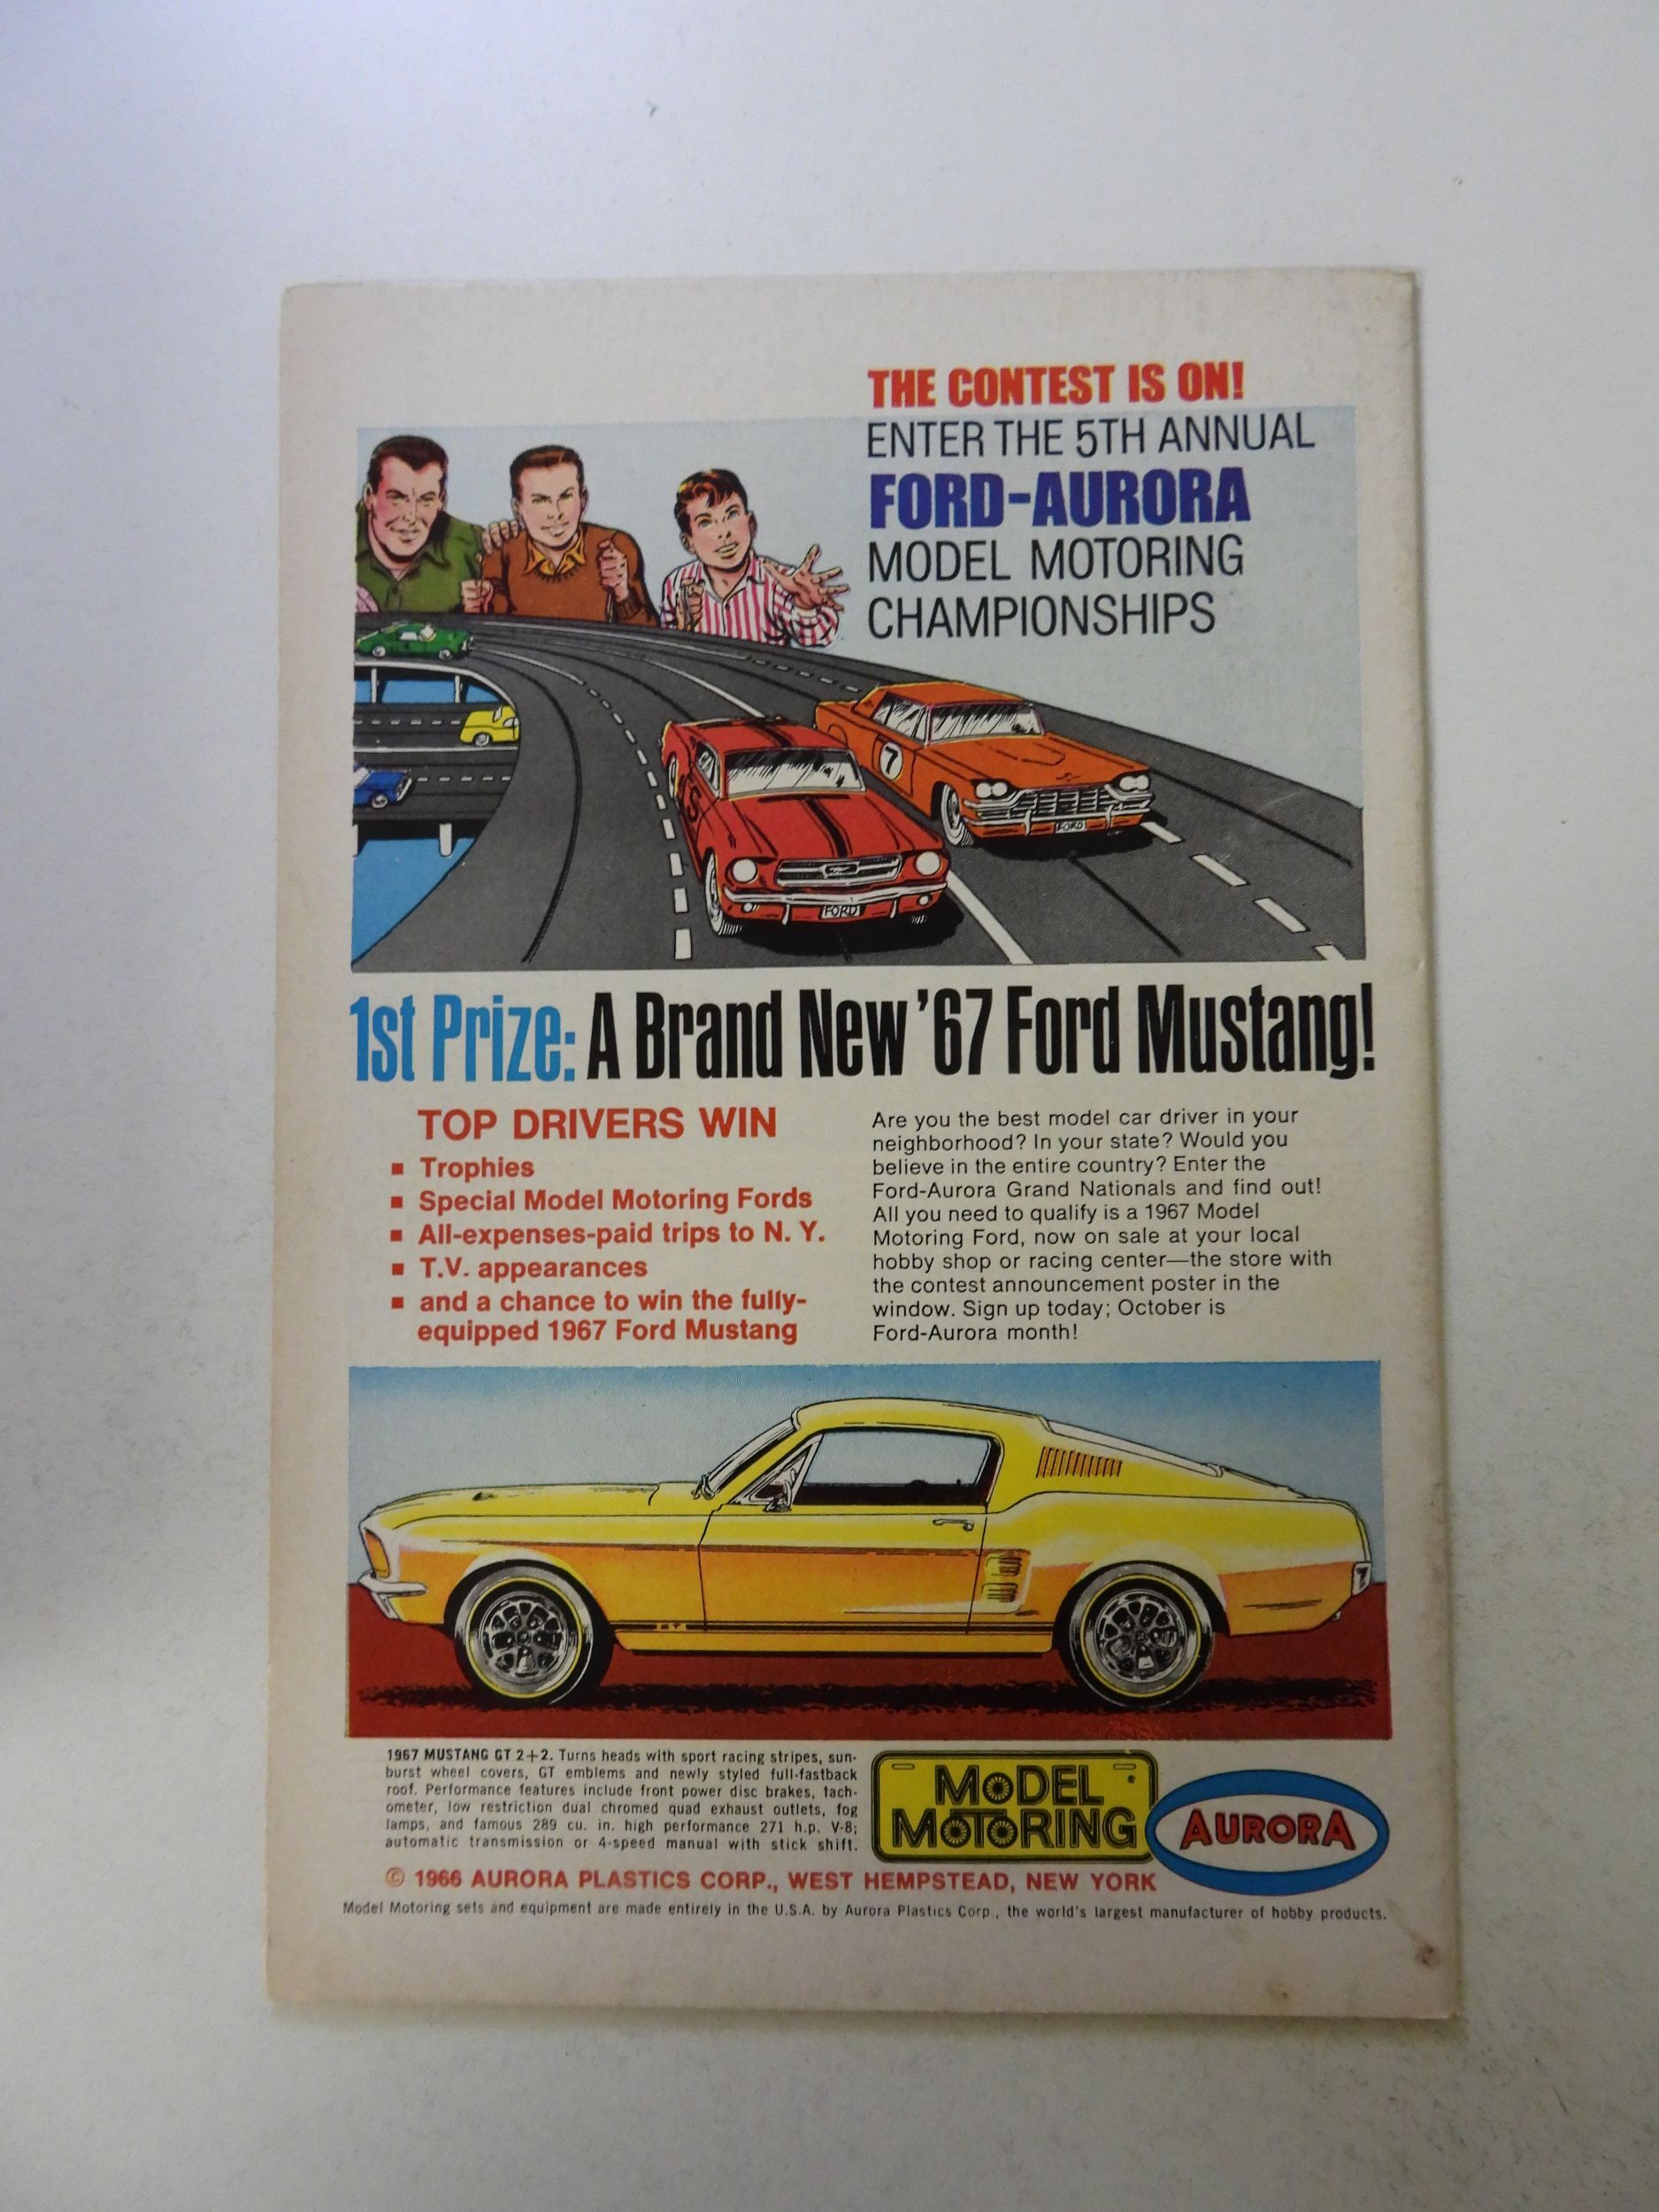 THE CONTEST IS ON!
ENTER THE 5TH ANNUAL
FORD-AURORA
MODEL MOTORING
CHAMPIONSHIPS
7
5
FORD
FORD
1st Prize: A Brand New '67 Ford Mustang!
TOP DRIVERS WIN
▪ Trophies
▪ Special Model Motoring Fords
▪ All-expenses-paid trips to N. Y.
▪ T.V. appearances
▪ and a chance to win the fully-
equipped 1967 Ford Mustang
Are you the best model car driver in your
neighborhood? In your state? Would you
believe in the entire country? Enter the
Ford-Aurora Grand Nationals and find out!
All you need to qualify is a 1967 Model
Motoring Ford, now on sale at your local
hobby shop or racing center—the store with
the contest announcement poster in the
window. Sign up today; October is
Ford-Aurora month!
1967 MUSTANG GT 2+2. Turns heads with sport racing stripes, sun-
burst wheel covers, GT emblems and newly styled full-fastback
roof. Performance features include front power disc brakes, tach-
ometer, low restriction dual chromed quad exhaust outlets, fog
lamps, and famous 289 cu. in. high performance 271 h.p. V-8;
automatic transmission or 4-speed manual with stick shift.
MODEL
MOTORING
®
AURORA
© 1966 AURORA PLASTICS CORP., WEST HEMPSTEAD, NEW YORK
Model Motoring sets and equipment are made entirely in the U.S.A. by Aurora Plastics Corp., the world's largest manufacturer of hobby products.